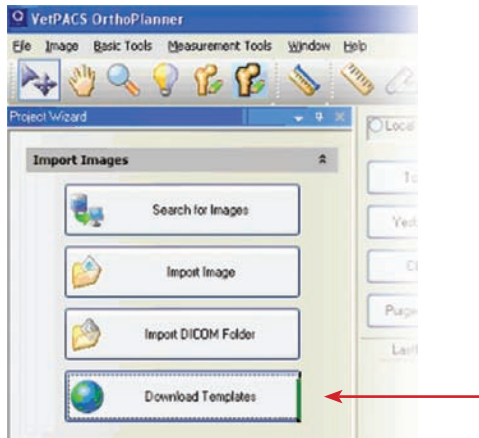 VetPACS OrthoPlanner
File Image Basic Tools Measurement Tools Window Help
Project Wizard
Local
Import Images
Search for Images
Import Image
Import DICOM Folder
Download Templates